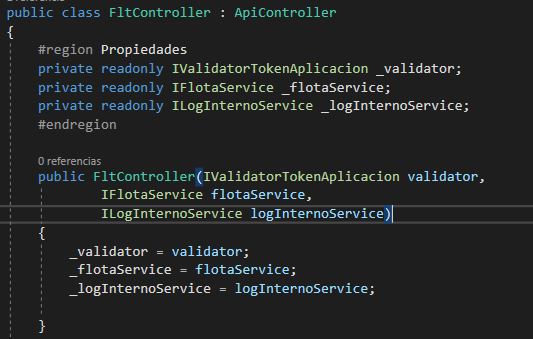 public class FltController : ApiController
{
#region Propiedades
private readonly IValidatorTokenAplicacion _validator;
private readonly IFlotaService _flotaService;
private readonly ILogInternoService _logInternoService;
#endregion
0 referencias
public FltController(IValidatorTokenAplicacion validator,
IFlotaService flotaService,
ILogInternoService logInternoService)
{
_validator = validator;
_flotaService = flotaService;
_logInternoService = logInternoService;
}